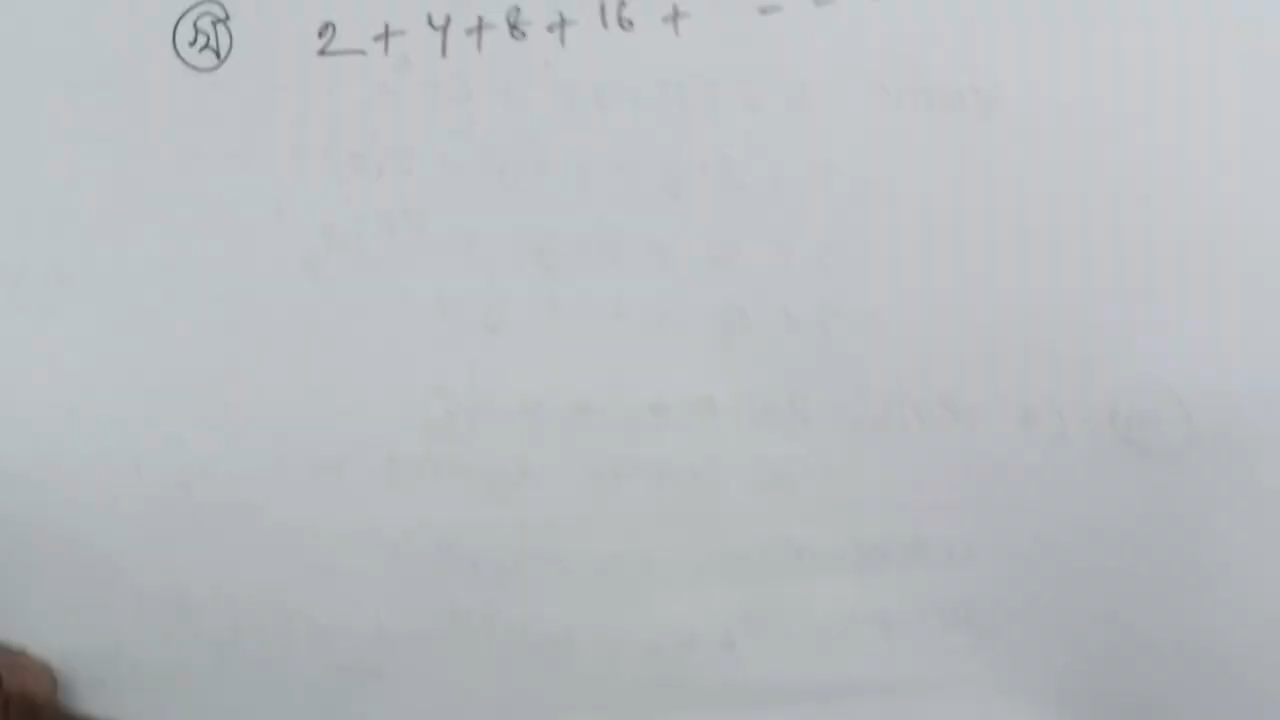 ঘ 2 + 4 + 8 + 16 + - -